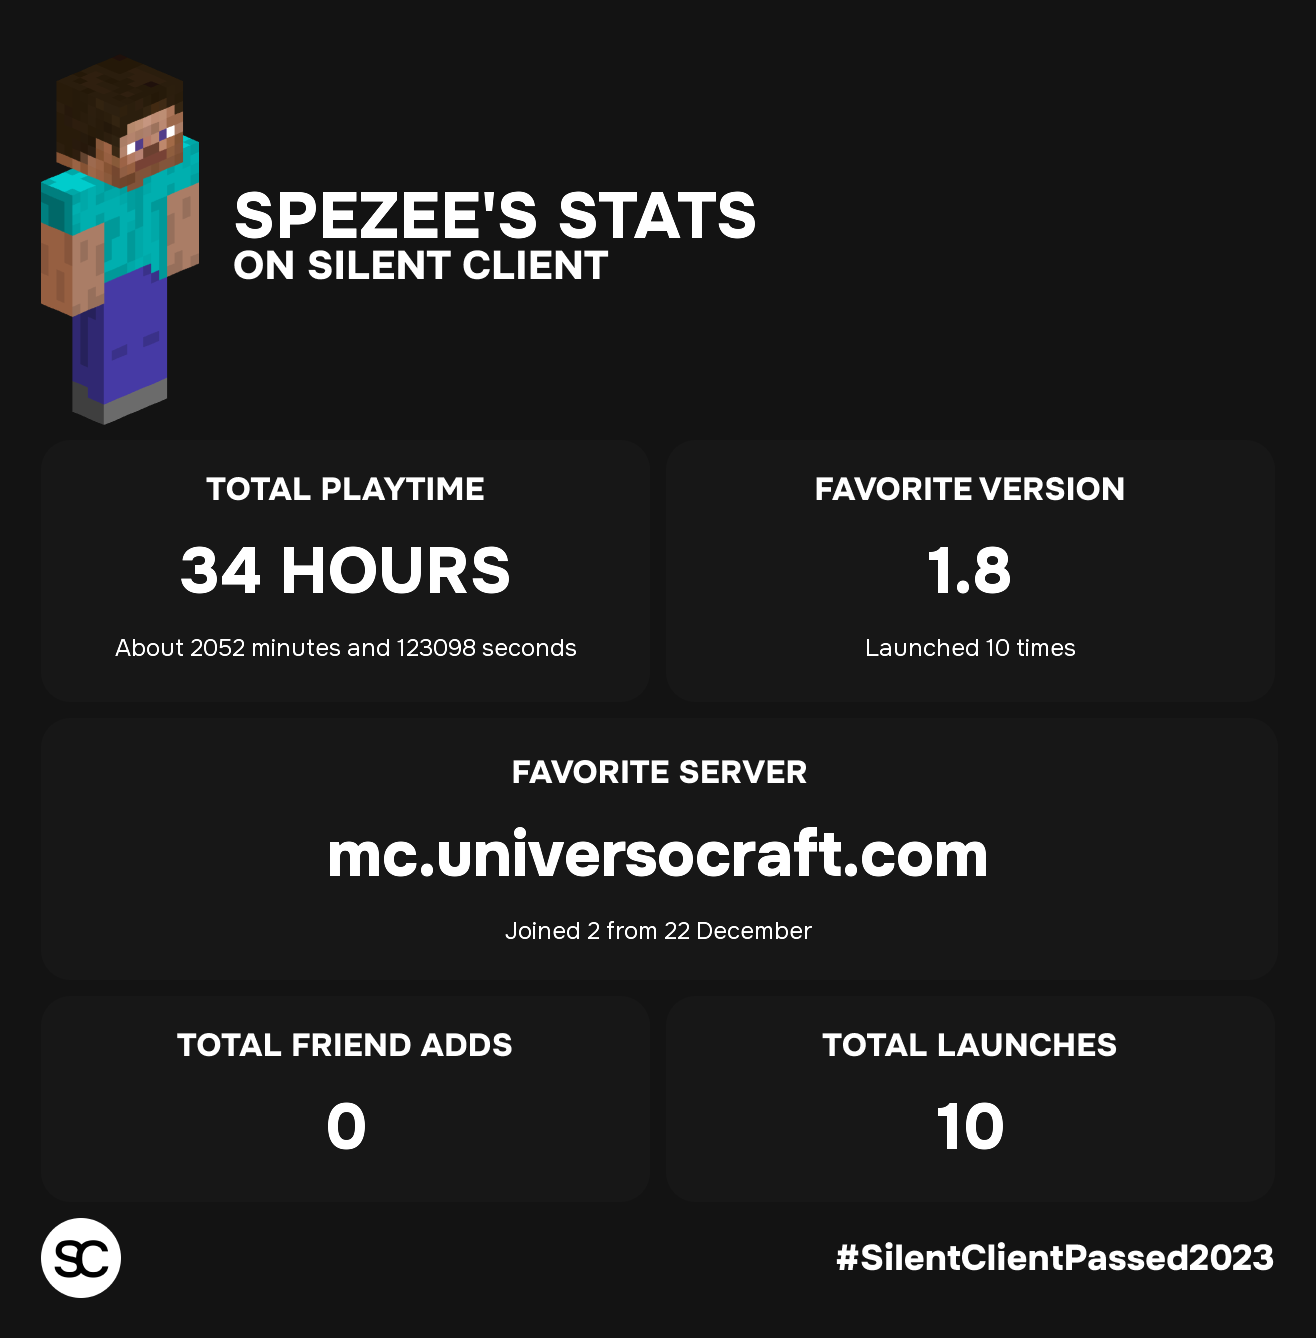 SPEZEE'S STATS
ON SILENT CLIENT
TOTAL PLAYTIME
34 HOURS
About 2052 minutes and 123098 seconds
FAVORITE VERSION
1.8
Launched 10 times
FAVORITE SERVER
mc.universocraft.com
Joined 2 from 22 December
TOTAL FRIEND ADDS
0
TOTAL LAUNCHES
10
SC
#SilentClientPassed2023